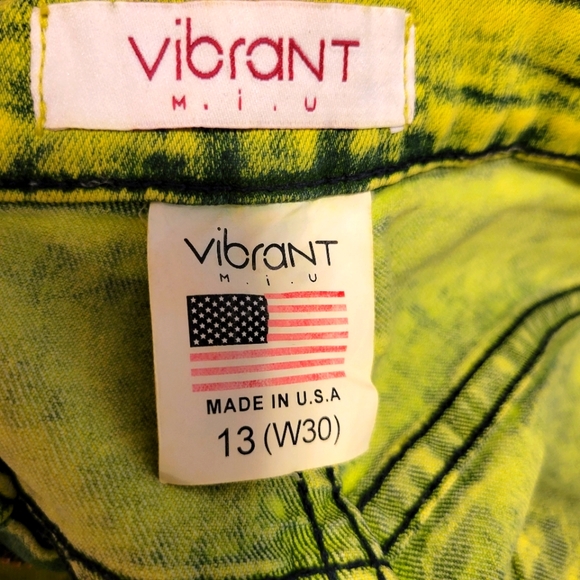 vibraNT
M.i.U
vibraNT
M.i.U
MADE IN U.S.A
13 (W30)